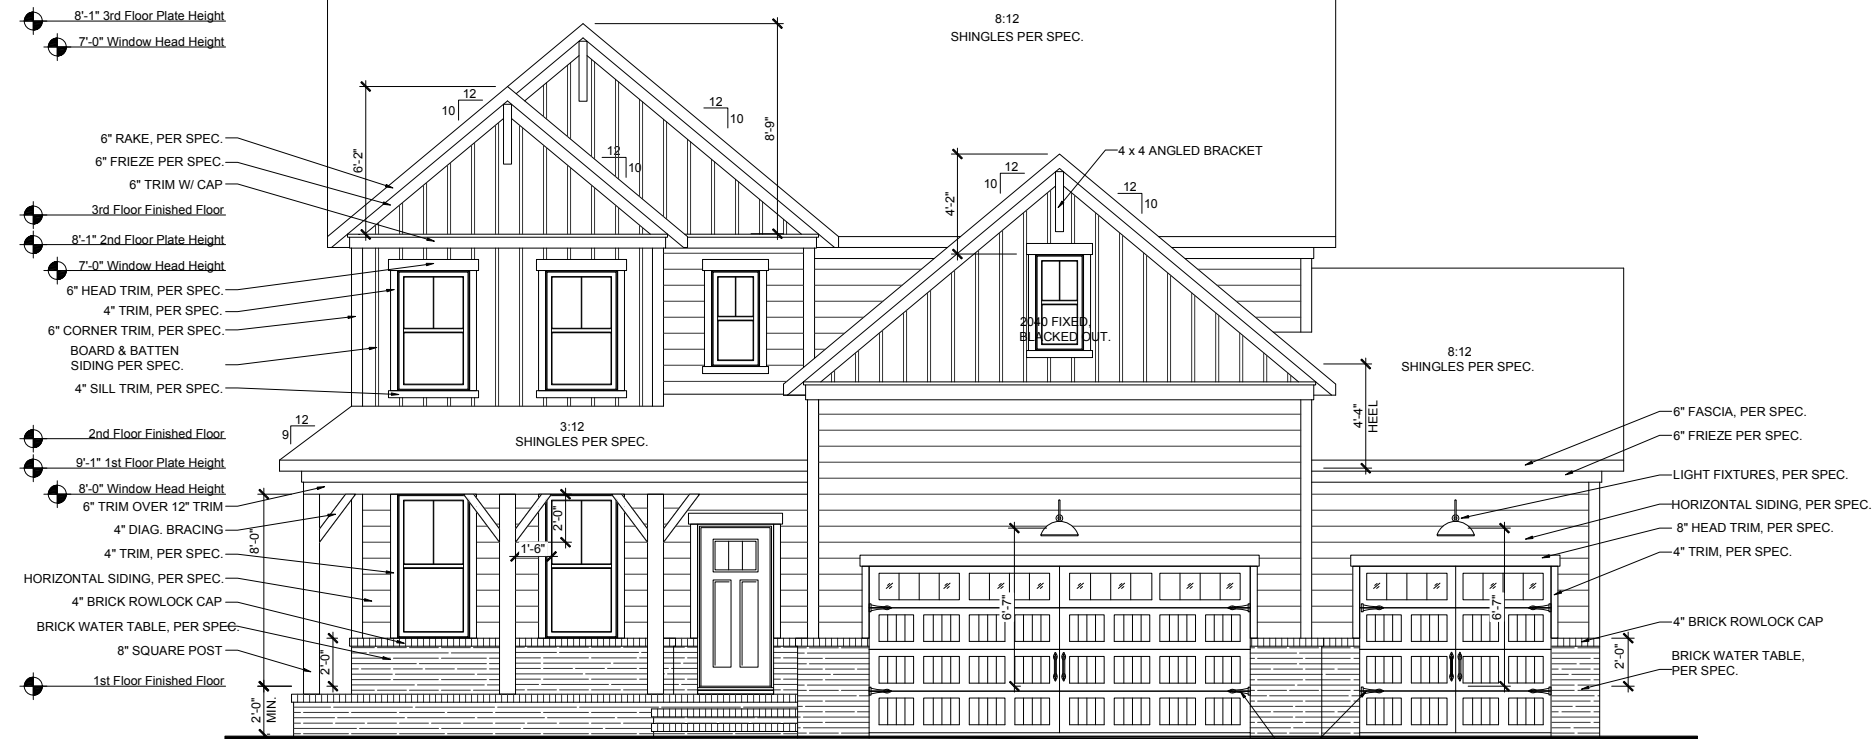 8'-1" 3rd Floor Plate Height
7'-0" Window Head Height
8:12
SHINGLES PER SPEC.
12
10
12
10
8'-9"
6'-2"
12
10
6" RAKE, PER SPEC.
6" FRIEZE PER SPEC.
6" TRIM W/ CAP
4 x 4 ANGLED BRACKET
12
10
12
10
4'-2"
3rd Floor Finished Floor
8'-1" 2nd Floor Plate Height
7'-0" Window Head Height
6" HEAD TRIM, PER SPEC.
4" TRIM, PER SPEC.
6" CORNER TRIM, PER SPEC.
BOARD & BATTEN
SIDING PER SPEC.
4" SILL TRIM, PER SPEC.
2040 FIXED,
BLACKED OUT.
8:12
SHINGLES PER SPEC.
4'-4"
HEEL
12
9
3:12
SHINGLES PER SPEC.
2nd Floor Finished Floor
9'-1" 1st Floor Plate Height
8'-0" Window Head Height
6" TRIM OVER 12" TRIM
4" DIAG. BRACING
4" TRIM, PER SPEC.
HORIZONTAL SIDING, PER SPEC.
4" BRICK ROWLOCK CAP
BRICK WATER TABLE, PER SPEC.
8" SQUARE POST
1st Floor Finished Floor
8'-0"
2'-0"
MIN.
2'-0"
2'-0"
1'-6"
6'-7"
6'-7"
6" FASCIA, PER SPEC.
6" FRIEZE PER SPEC.
LIGHT FIXTURES, PER SPEC.
HORIZONTAL SIDING, PER SPEC.
8" HEAD TRIM, PER SPEC.
4" TRIM, PER SPEC.
4" BRICK ROWLOCK CAP
2'-0"
BRICK WATER TABLE,
PER SPEC.